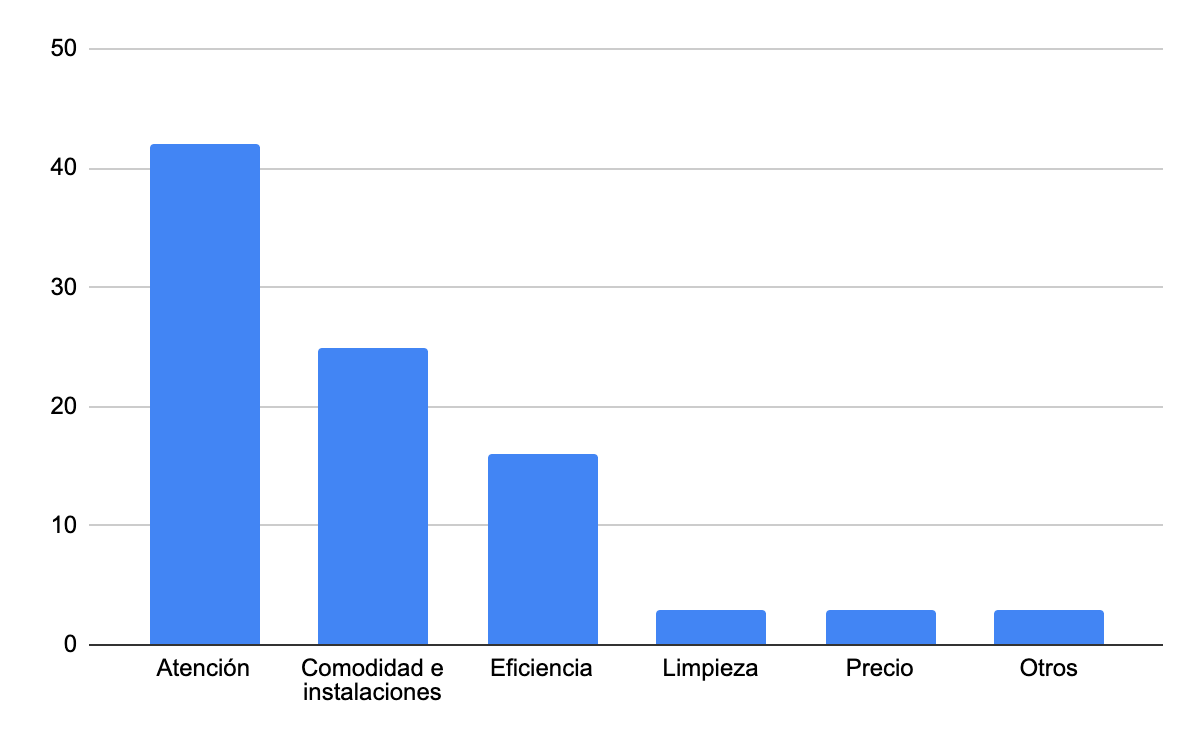 50
40
30
20
10
0
Atención
Comodidad e
instalaciones
Eficiencia
Limpieza
Precio
Otros